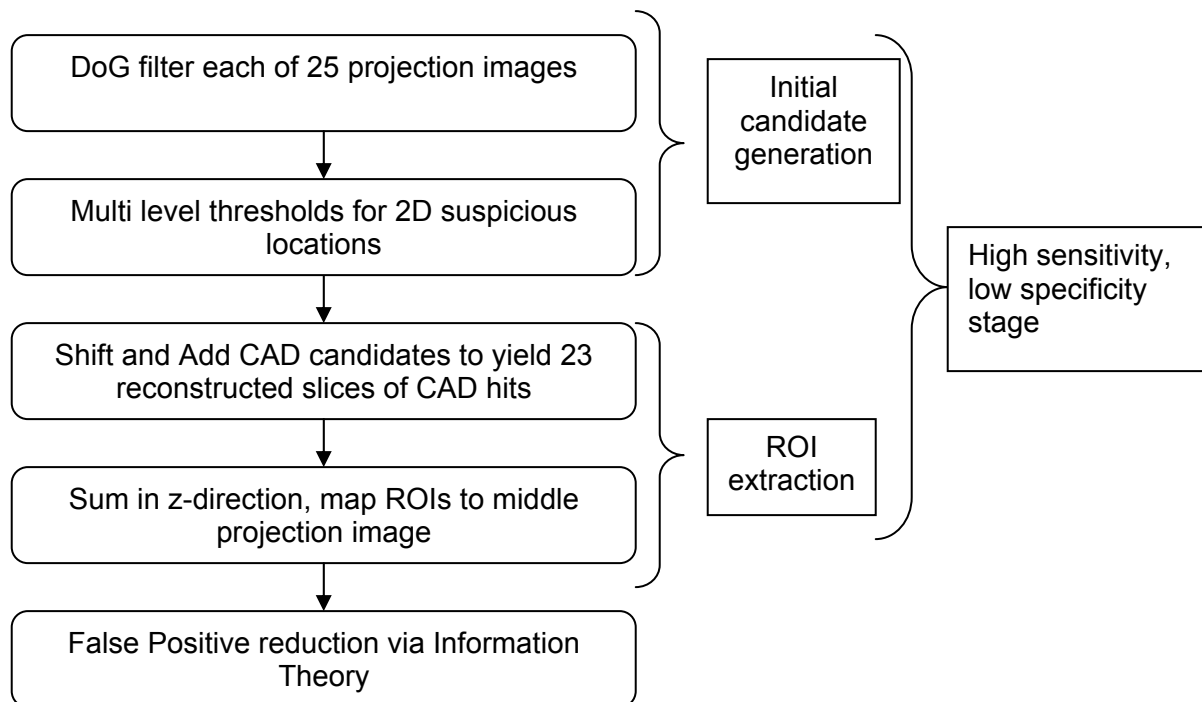 DoG filter each of 25 projection images
Multi level thresholds for 2D suspicious
locations
Shift and Add CAD candidates to yield 23
reconstructed slices of CAD hits
Sum in z-direction, map ROIs to middle
projection image
False Positive reduction via Information
Theory
Initial
candidate
generation
ROI
extraction
High sensitivity,
low specificity
stage